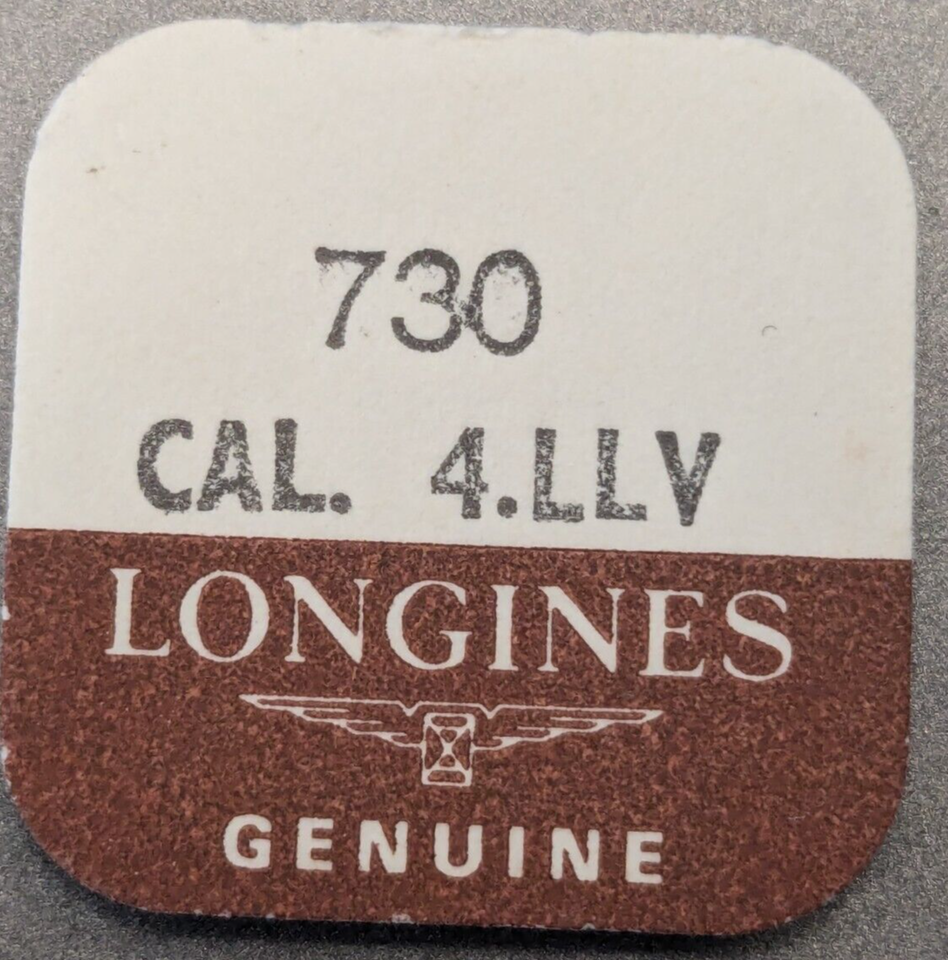 730
CAL. 4.LLV
LONGINES
GENUINE